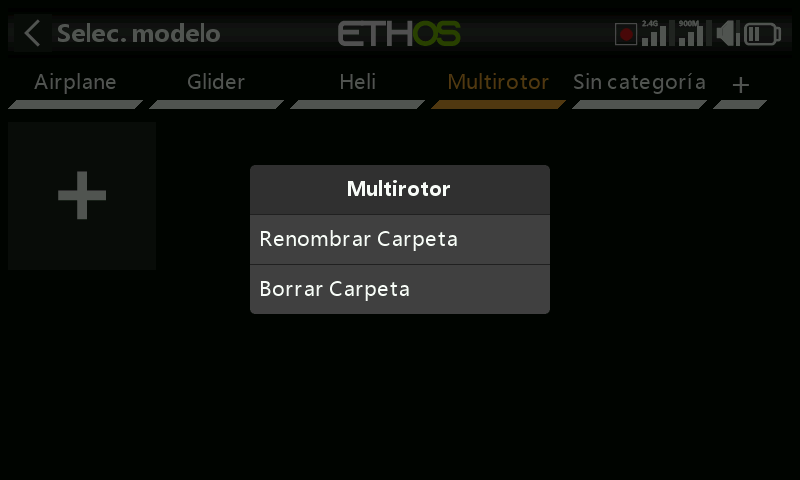 Selec. modelo
ETHOS
2.4G
900M
Airplane
Glider
Heli
Multirotor
Sin categoría
+
Multirotor
Renombrar Carpeta
Borrar Carpeta